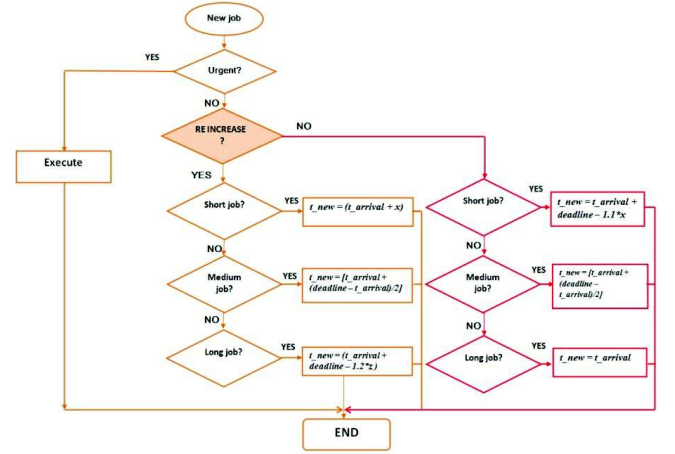 New job
YES
Urgent?
NO
RE INCREASE
?
NO
Execute
YES
Short job?
YES
t_new = (t_arrival + x)
Short job?
YES
t_new = t_arrival +
deadline – 1.1*x
NO
NO
Medium
job?
YES
t_new = [t_arrival +
(deadline – t_arrival)/2]
Medium
job?
YES
t_new = [t_arrival +
(deadline –
t_arrival)/2]
NO
NO
Long job?
YES
t_new = (t_arrival +
deadline – 1.2*z)
Long job?
YES
t_new = t_arrival
END